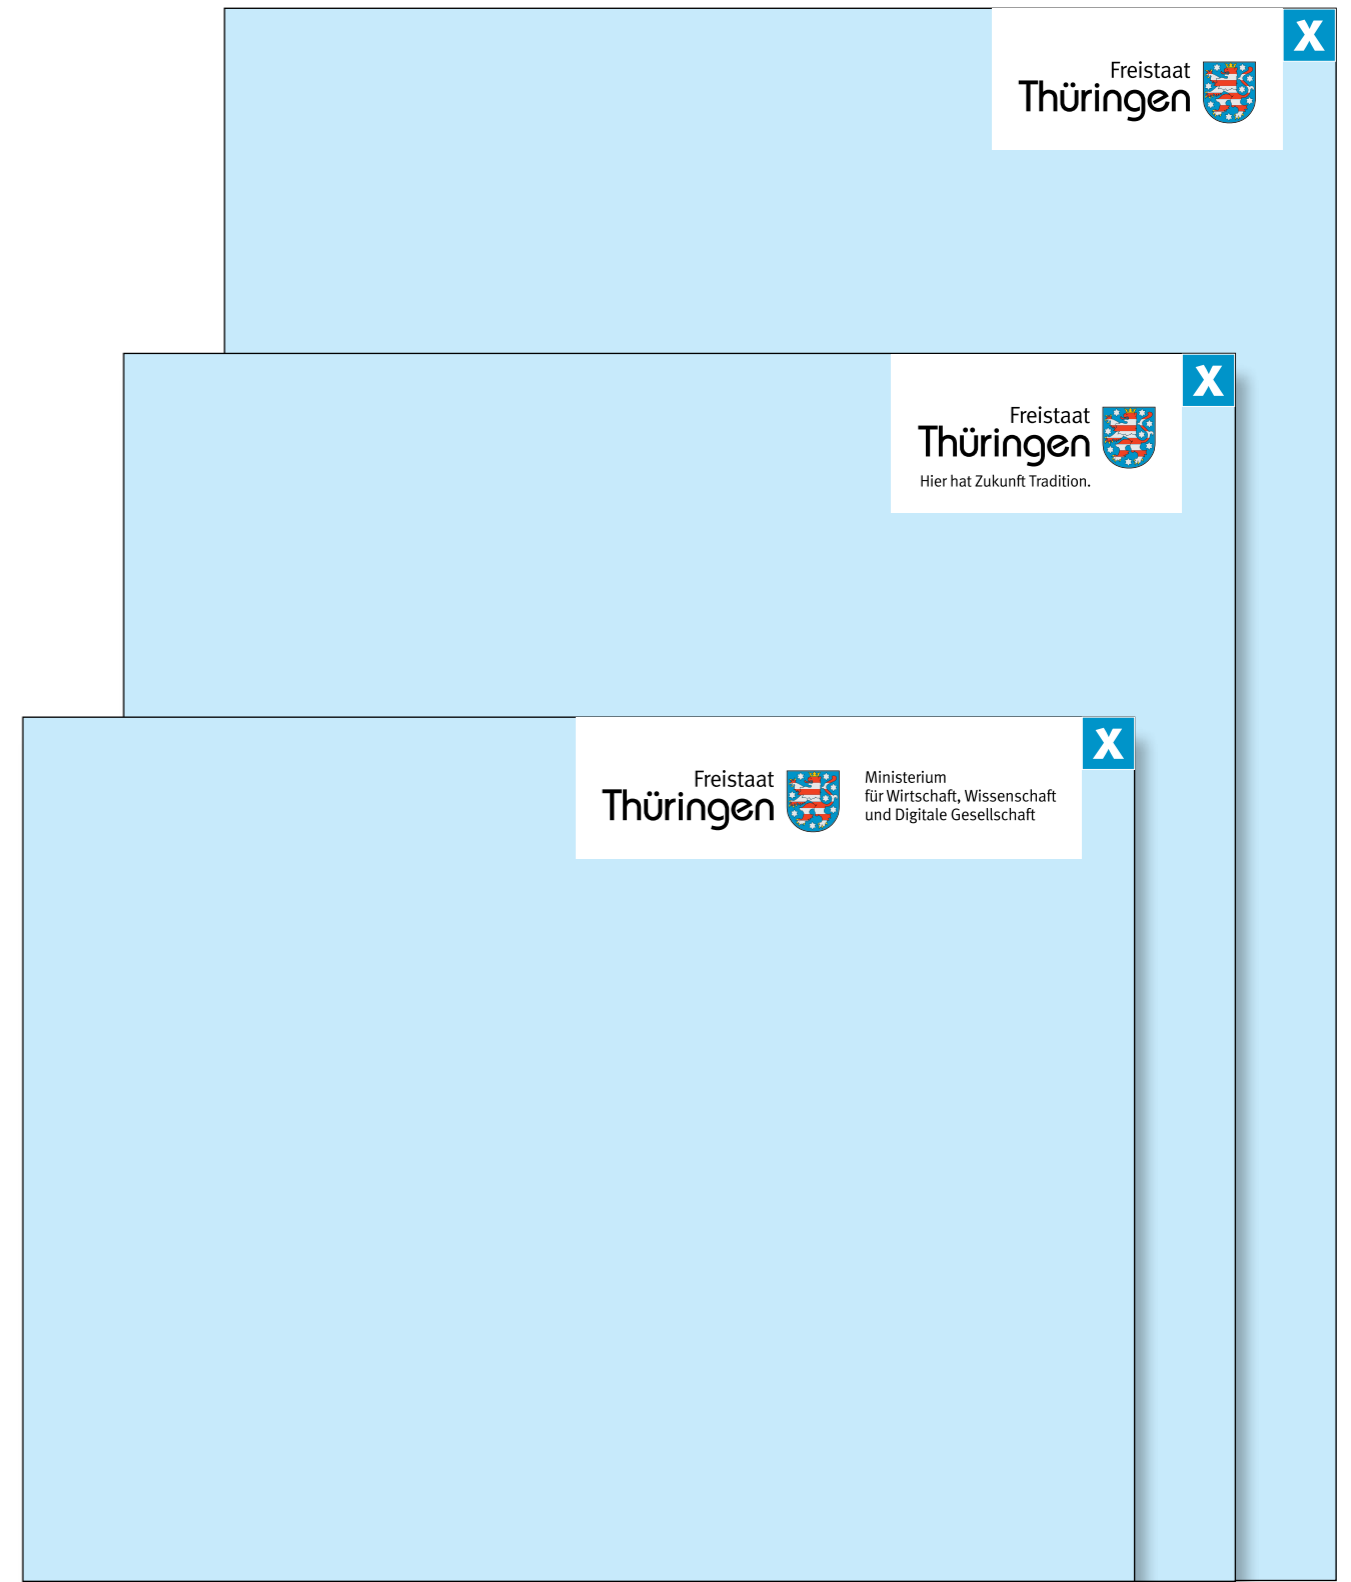 X
Freistaat
Thüringen
X
Freistaat
Thüringen
Hier hat Zukunft Tradition.
X
Freistaat
Thüringen
Ministerium
für Wirtschaft, Wissenschaft
und Digitale Gesellschaft